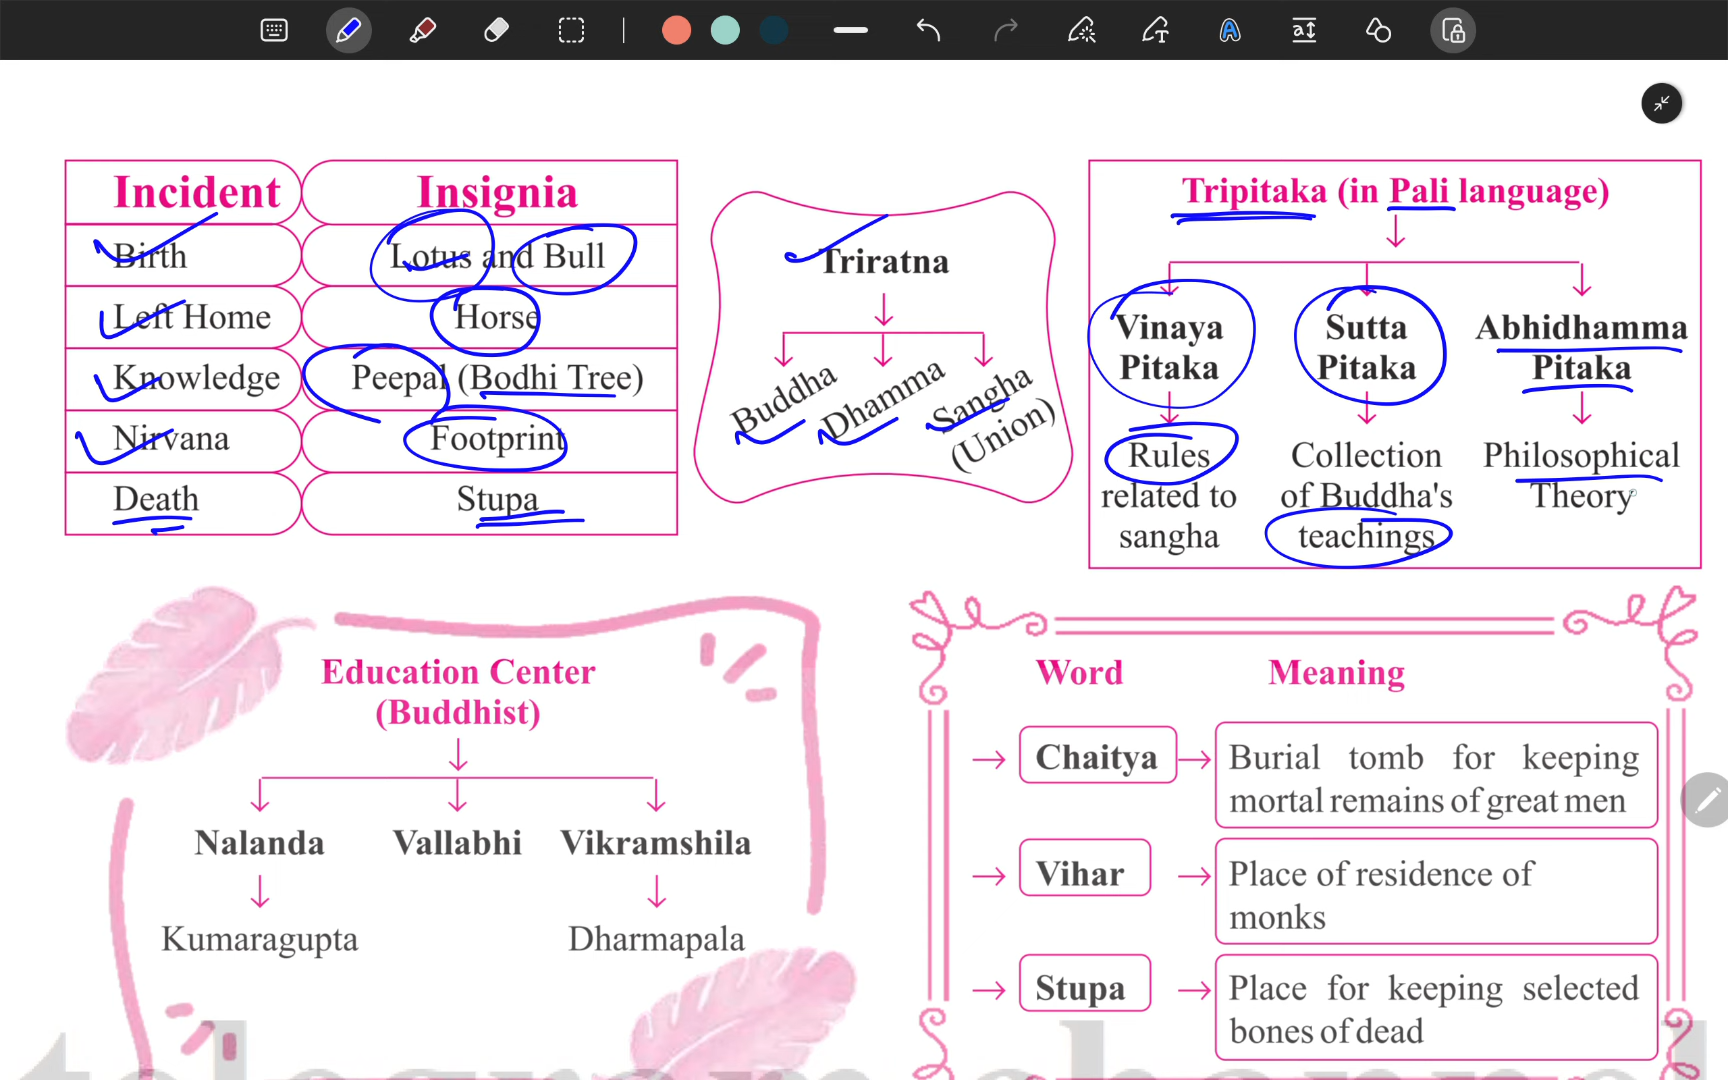 Incident Insignia
Birth Lotus and Bull
Left Home Horse
Knowledge Peepal (Bodhi Tree)
Nirvana Footprint
Death Stupa
Triratna
Buddha Dhamma Sangha
(Union)
Tripitaka (in Pali language)
Vinaya
Pitaka
Rules
related to
sangha
Sutta
Pitaka
Collection
of Buddha's
teachings
Abhidhamma
Pitaka
Philosophical
Theory
Education Center
(Buddhist)
Nalanda Vallabhi Vikramshila
Kumaragupta Dharmapala
Word Meaning
Chaitya Burial tomb for keeping
mortal remains of great men
Vihar Place of residence of
monks
Stupa Place for keeping selected
bones of dead